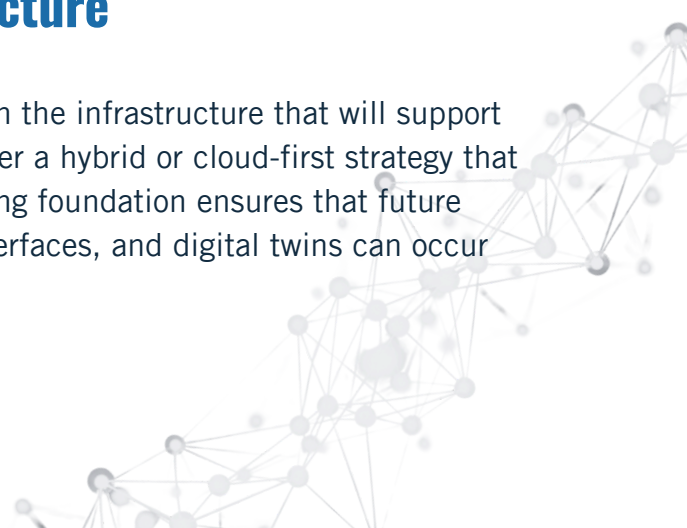 cture
n the infrastructure that will support
er a hybrid or cloud-first strategy that
ng foundation ensures that future
erfaces, and digital twins can occur